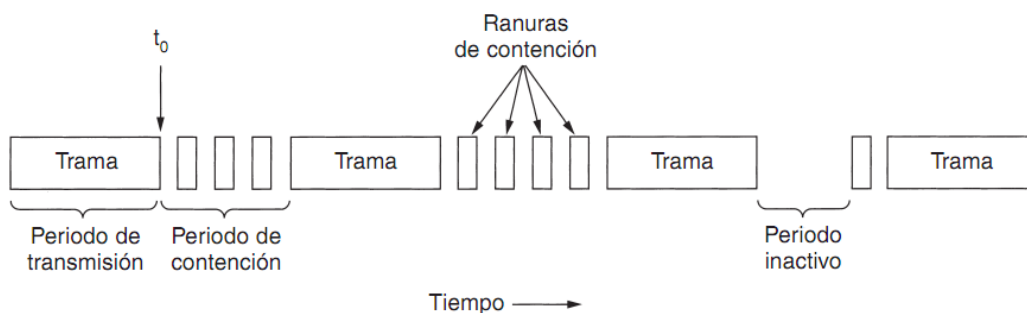 Ranuras
de contención
t0
Trama
Trama
Trama
Trama
Periodo de
transmisión
Periodo de
contención
Periodo
inactivo
Tiempo